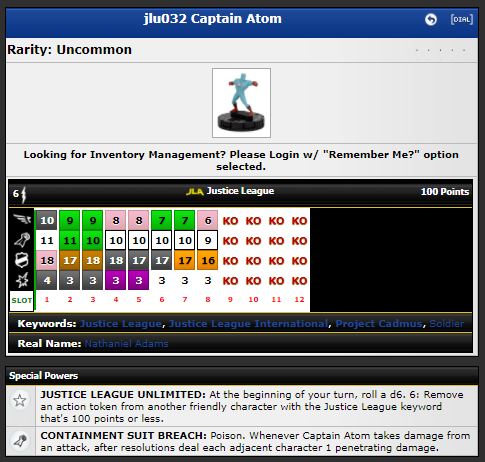 jlu032 Captain Atom
[DIAL]
Rarity: Uncommon
Looking for Inventory Management? Please Login w/ "Remember Me?" option
selected.
6 JLA Justice League 100 Points
10 9 9 8 8 7 7 6 KO KO KO KO
11 11 10 10 10 10 10 9 KO KO KO KO
18 17 18 18 17 17 17 16 KO KO KO KO
4 3 3 3 3 3 3 3 KO KO KO KO
SLOT 1 2 3 4 5 6 7 8 9 10 11 12
Keywords: Justice League, Justice League International, Project Cadmus, Soldier
Real Name: Nathaniel Adams
Special Powers
JUSTICE LEAGUE UNLIMITED: At the beginning of your turn, roll a d6. 6: Remove
an action token from another friendly character with the Justice League keyword
that's 100 points or less.
CONTAINMENT SUIT BREACH: Poison. Whenever Captain Atom takes damage from
an attack, after resolutions deal each adjacent character 1 penetrating damage.